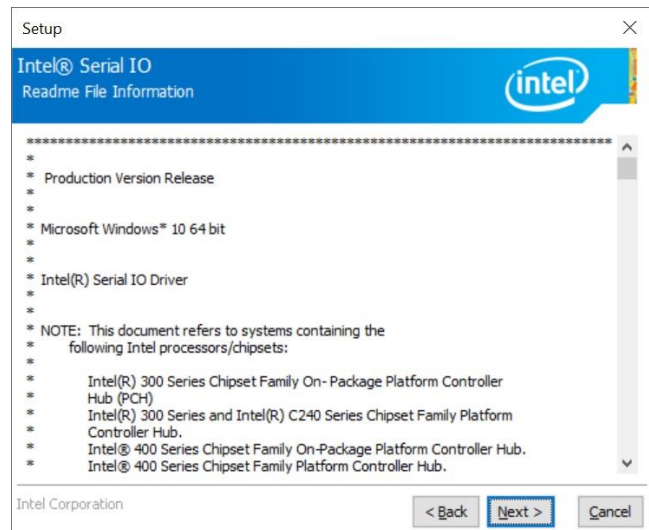 Setup
Intel® Serial IO
Readme File Information
intel
*****************************************************************************
*
* Production Version Release
*
*
* Microsoft Windows* 10 64 bit
*
*
* Intel(R) Serial IO Driver
*
*
* NOTE: This document refers to systems containing the
* following Intel processors/chipsets:
*
* Intel(R) 300 Series Chipset Family On- Package Platform Controller
* Hub (PCH)
* Intel(R) 300 Series and Intel(R) C240 Series Chipset Family Platform
* Controller Hub.
* Intel® 400 Series Chipset Family On-Package Platform Controller Hub.
* Intel® 400 Series Chipset Family Platform Controller Hub.
Intel Corporation
< Back Next > Cancel